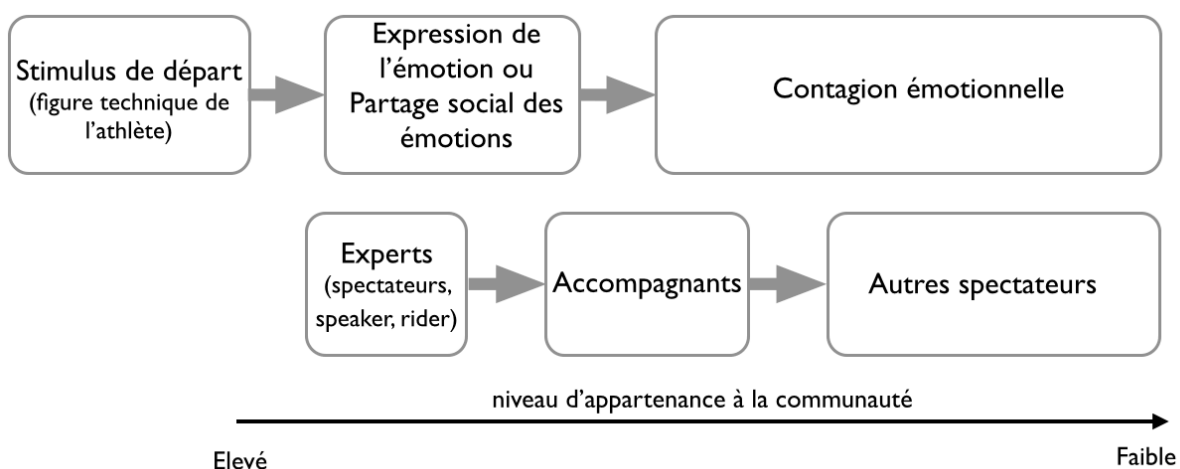 Stimulus de départ
(figure technique de
l'athlète)
Expression de
l'émotion ou
Partage social des
émotions
Contagion émotionnelle
Experts
(spectateurs,
speaker, rider)
Accompagnants
Autres spectateurs
niveau d'appartenance à la communauté
Elevé
Faible